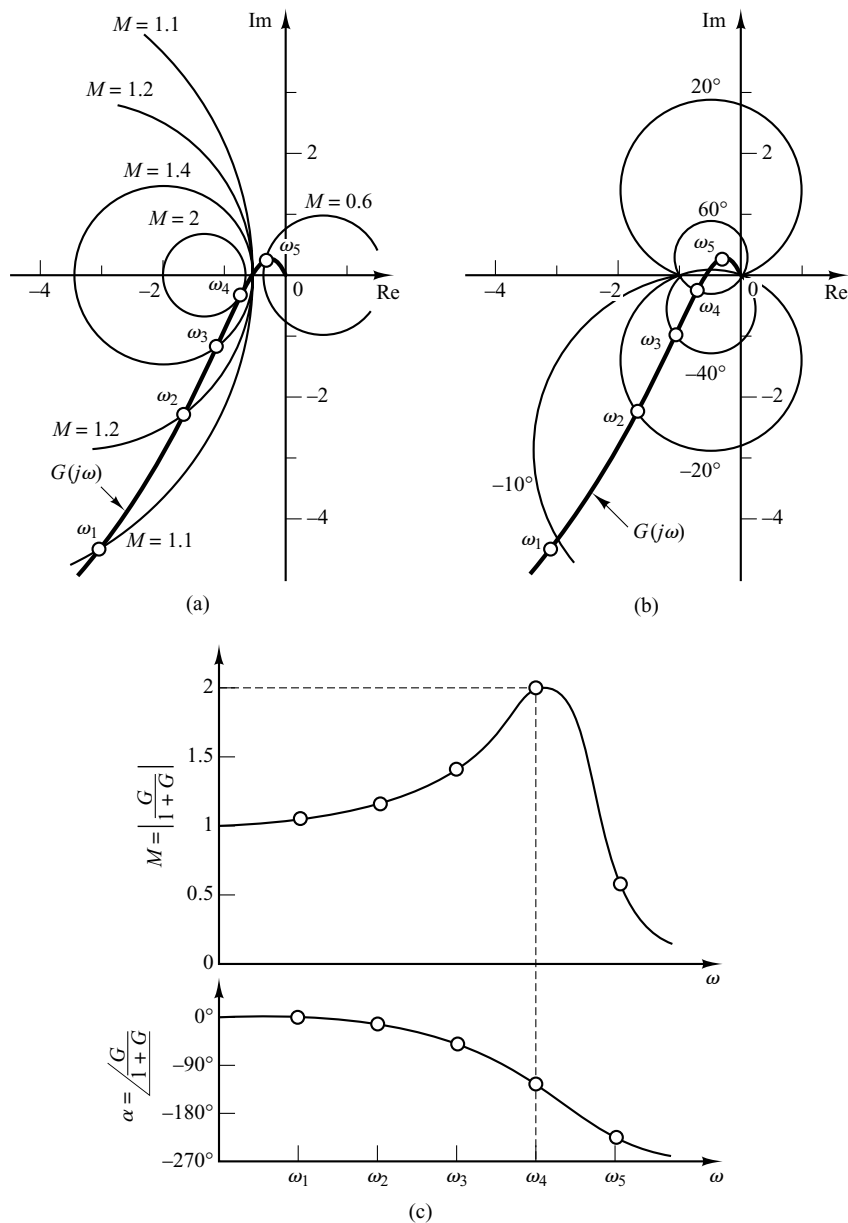 Im
M = 1.1
M = 1.2
M = 1.4
M = 2
M = 0.6
2
ω5
–4
–2
ω4
0
Re
ω3
ω2
–2
M = 1.2
G(jω)
ω1
M = 1.1
–4
(a)
Im
20°
2
60°
ω5
–4
–2
0
Re
ω4
ω3
–40°
–2
ω2
–20°
–10°
–4
ω1
G(jω)
(b)
2
1.5
1
0.5
0
M = |G/1 + G|
ω
0°
–90°
–180°
–270°
α = ∠G/1 + G
ω1 ω2 ω3 ω4 ω5 ω
(c)